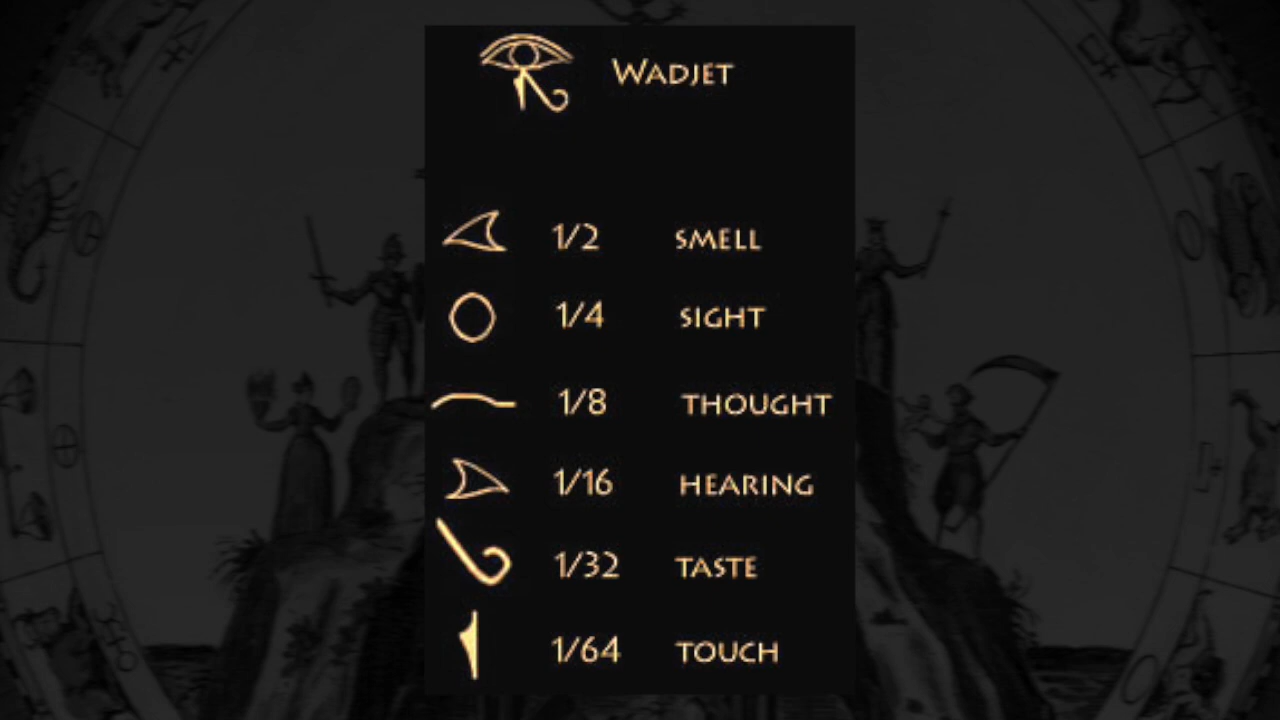 WADJET
1/2 SMELL
1/4 SIGHT
1/8 THOUGHT
1/16 HEARING
1/32 TASTE
1/64 TOUCH